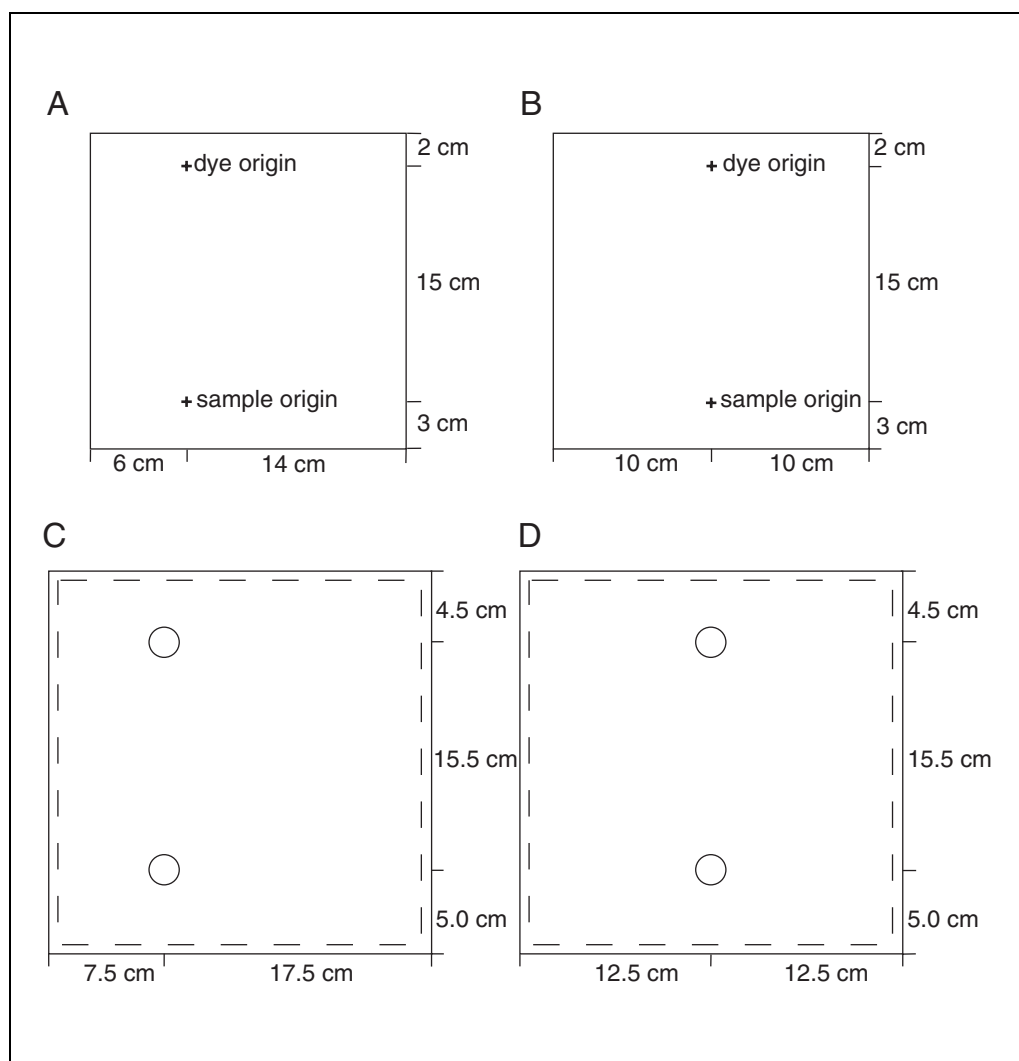 A
dye origin
2 cm
15 cm
sample origin
3 cm
6 cm
14 cm
B
dye origin
2 cm
15 cm
sample origin
3 cm
10 cm
10 cm
C
4.5 cm
15.5 cm
5.0 cm
7.5 cm
17.5 cm
D
4.5 cm
15.5 cm
5.0 cm
12.5 cm
12.5 cm